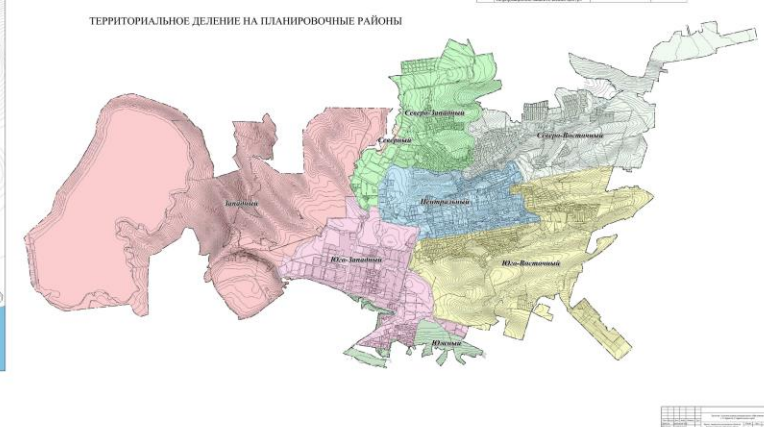 ТЕРРИТОРИАЛЬНОЕ ДЕЛЕНИЕ НА ПЛАНИРОВОЧНЫЕ РАЙОНЫ
Северо-Западный
Северо-Восточный
Северный
Западный
Центральный
Юго-Западный
Юго-Восточный
Южный